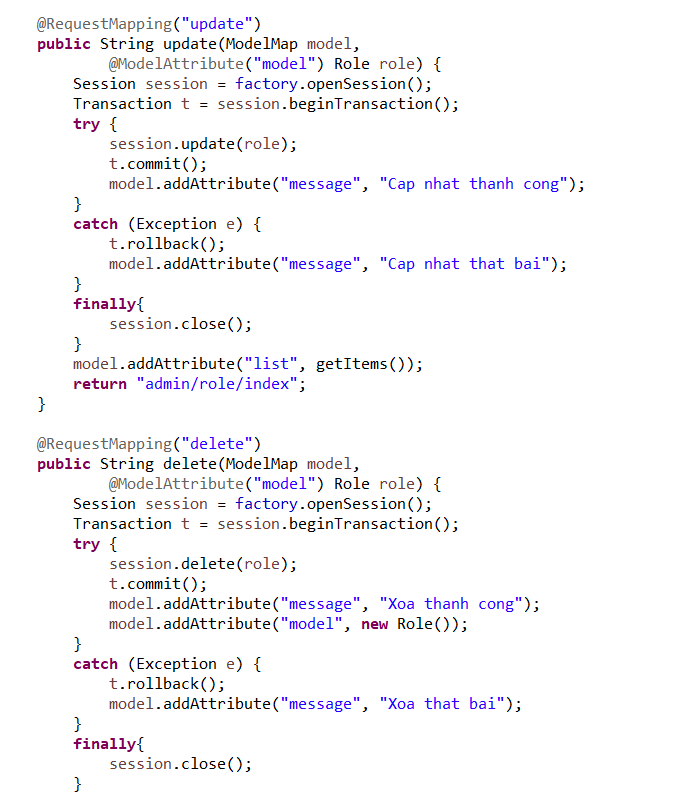 @RequestMapping("update")
public String update(ModelMap model,
@ModelAttribute("model") Role role) {
Session session = factory.openSession();
Transaction t = session.beginTransaction();
try {
session.update(role);
t.commit();
model.addAttribute("message", "Cap nhat thanh cong");
}
catch (Exception e) {
t.rollback();
model.addAttribute("message", "Cap nhat that bai");
}
finally{
session.close();
}
model.addAttribute("list", getItems());
return "admin/role/index";
}
@RequestMapping("delete")
public String delete(ModelMap model,
@ModelAttribute("model") Role role) {
Session session = factory.openSession();
Transaction t = session.beginTransaction();
try {
session.delete(role);
t.commit();
model.addAttribute("message", "Xoa thanh cong");
model.addAttribute("model", new Role());
}
catch (Exception e) {
t.rollback();
model.addAttribute("message", "Xoa that bai");
}
finally{
session.close();
}